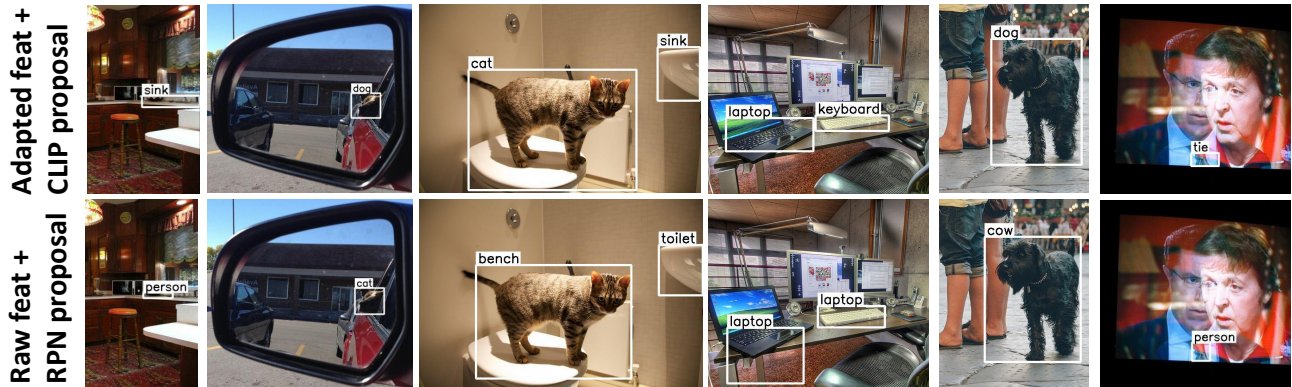 Adapted feat +
CLIP proposal
sink
dog
cat
sink
laptop
keyboard
dog
tie
Raw feat +
RPN proposal
person
cat
bench
toilet
laptop
laptop
cow
person